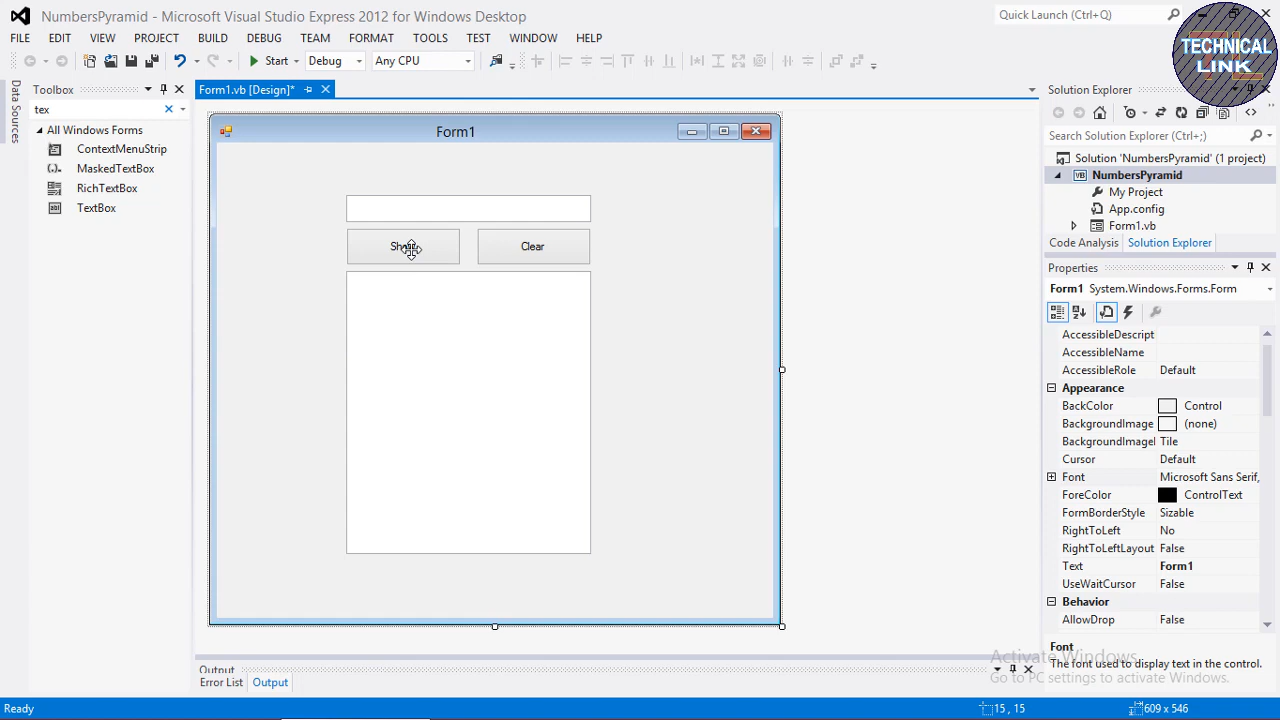 NumbersPyramid - Microsoft Visual Studio Express 2012 for Windows Desktop
Quick Launch (Ctrl+Q)
TECHNICAL
LINK
FILE EDIT VIEW PROJECT BUILD DEBUG TEAM FORMAT TOOLS TEST WINDOW HELP
Start Debug Any CPU
Data Sources
Toolbox
tex
All Windows Forms
ContextMenuStrip
MaskedTextBox
RichTextBox
TextBox
Form1.vb [Design]*
Form1
Clear
Solution Explorer
Search Solution Explorer (Ctrl+;)
Solution 'NumbersPyramid' (1 project)
NumbersPyramid
My Project
App.config
Form1.vb
Code Analysis Solution Explorer
Properties
Form1 System.Windows.Forms.Form
AccessibleDescript
AccessibleName
AccessibleRole Default
Appearance
BackColor Control
BackgroundImage (none)
BackgroundImagel Tile
Cursor Default
Font Microsoft Sans Serif,
ForeColor ControlText
FormBorderStyle Sizable
RightToLeft No
RightToLeftLayout False
Text Form1
UseWaitCursor False
Behavior
AllowDrop False
Font
The font used to display text in the control.
Activate Windows
Go to PC settings to activate Windows.
Output
Error List Output
Ready
15 , 15
609 x 546